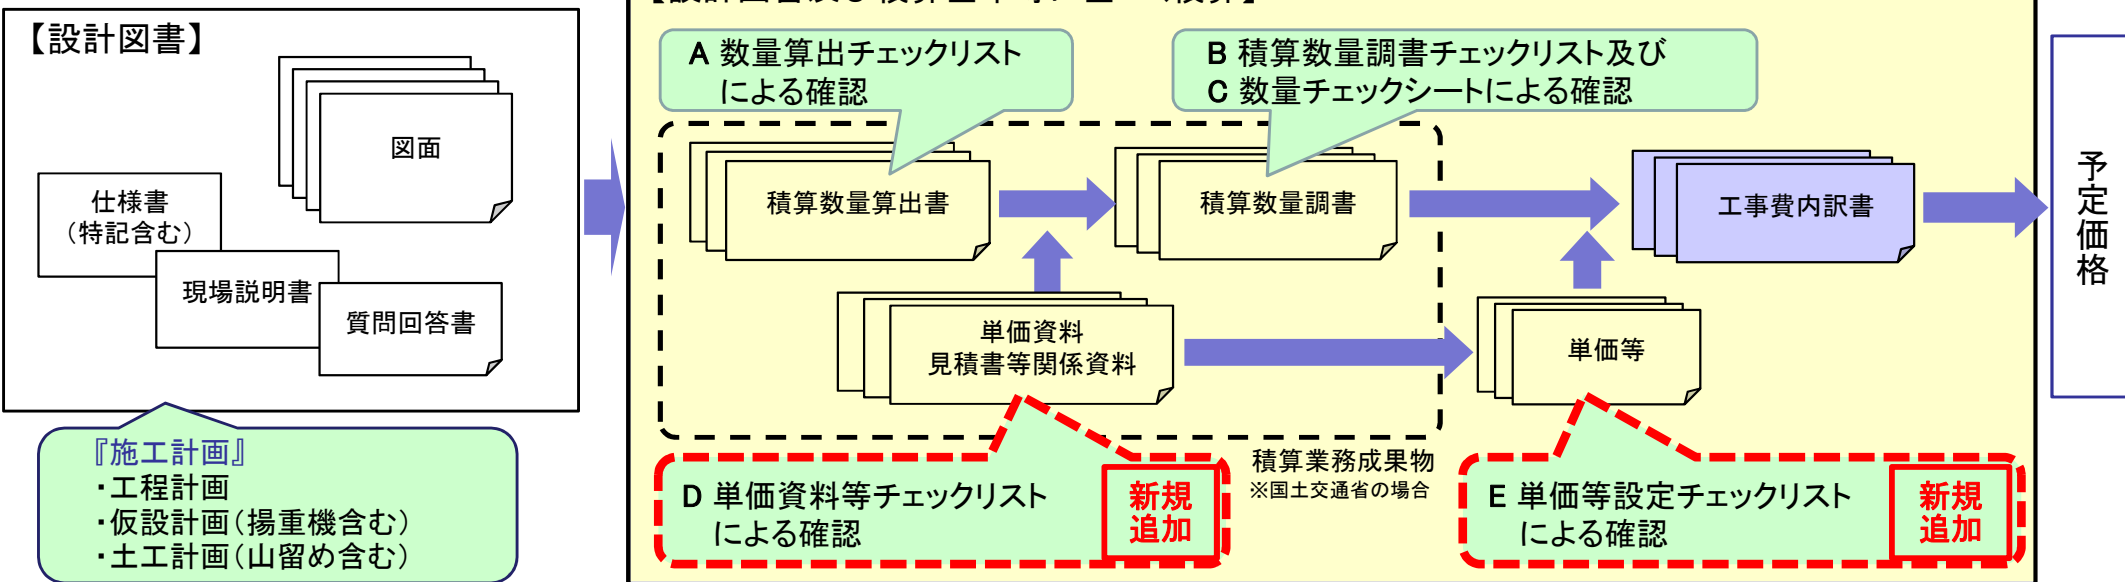 【設計図書】
図面
仕様書
（特記含む）
現場説明書
質問回答書
『施工計画』
・工程計画
・仮設計画（揚重機含む）
・土工計画（山留め含む）
A 数量算出チェックリスト
による確認
B 積算数量調書チェックリスト及び
C 数量チェックシートによる確認
積算数量算出書
積算数量調書
工事費内訳書
単価資料
見積書等関係資料
単価等
積算業務成果物
※国土交通省の場合
D 単価資料等チェックリスト
による確認
新規
追加
E 単価等設定チェックリスト
による確認
新規
追加
予定価格